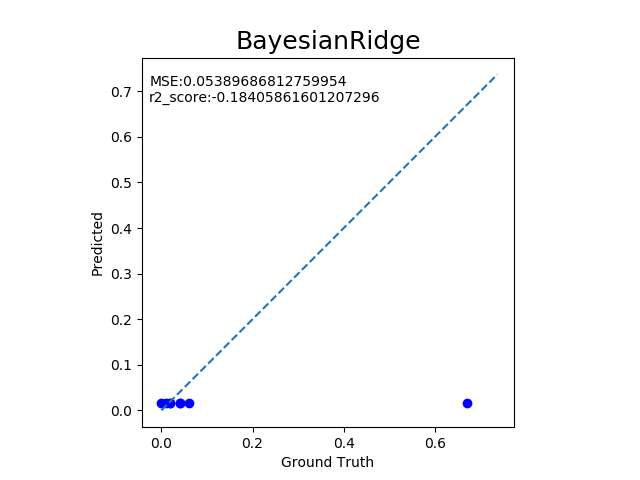 BayesianRidge
MSE:0.05389686812759954
r2_score:-0.18405861601207296
0.7
0.6
0.5
0.4
0.3
0.2
0.1
0.0
Predicted
0.0 0.2 0.4 0.6
Ground Truth